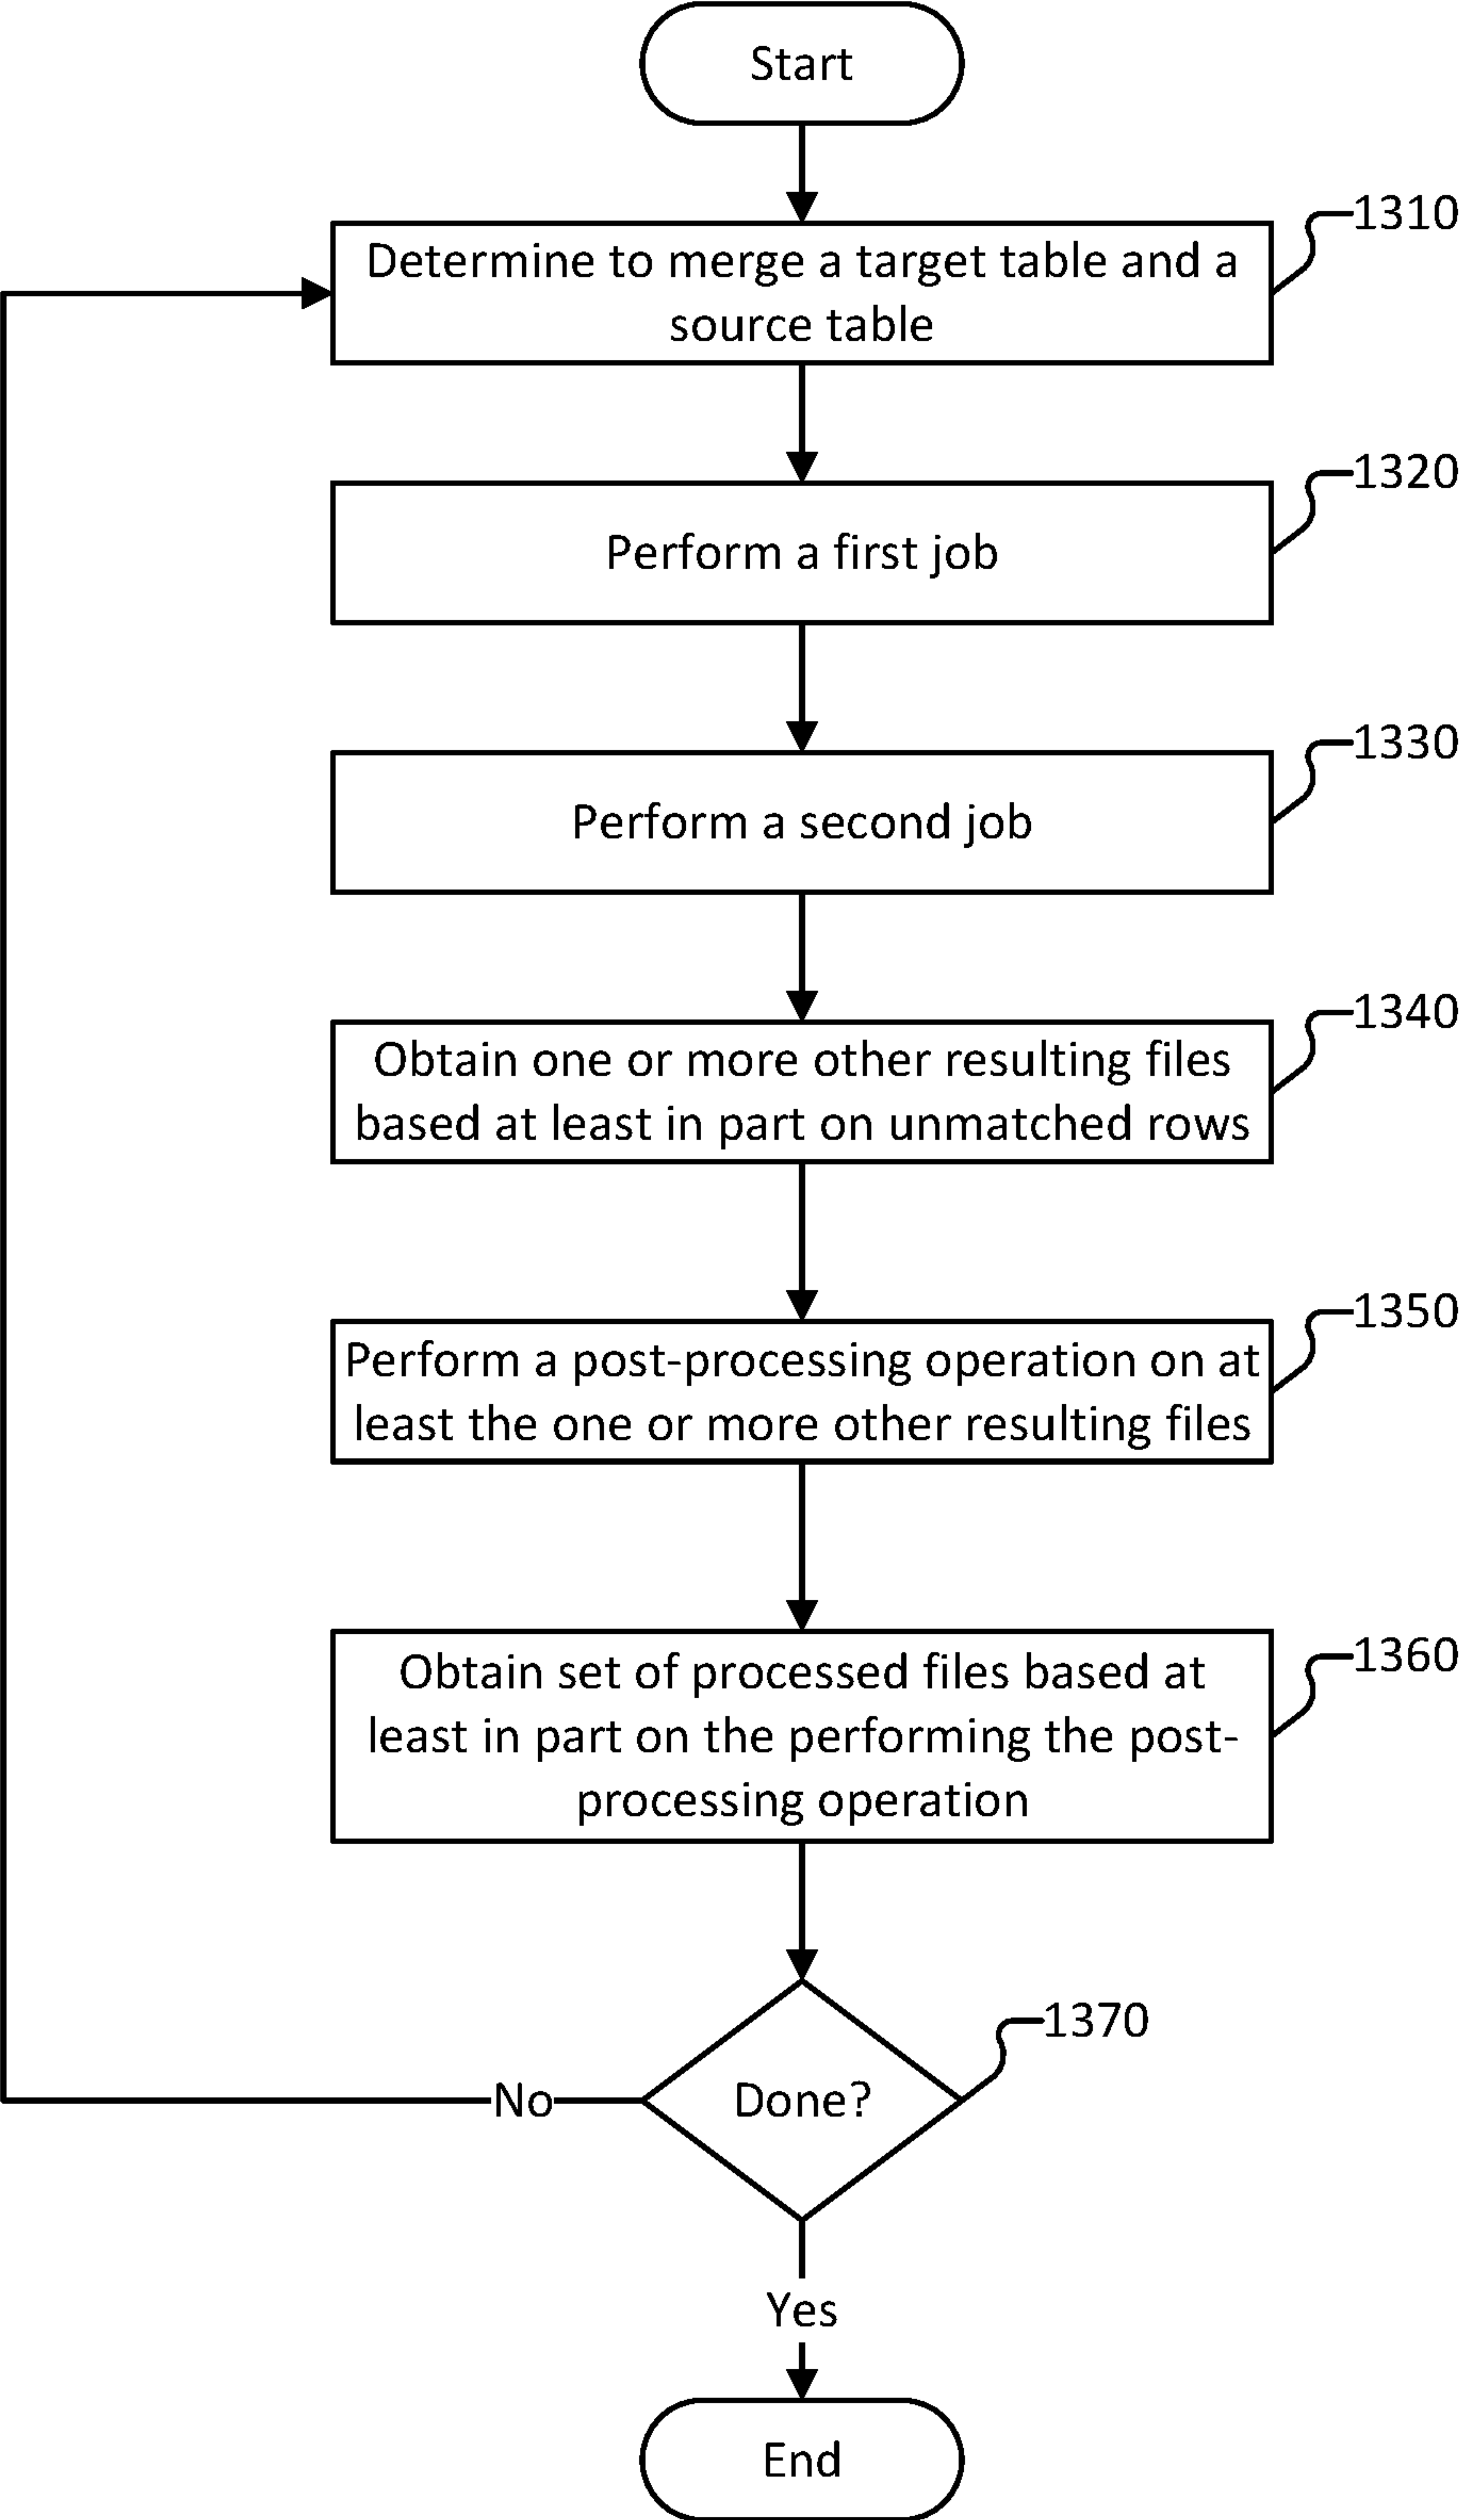 Start
1310
Determine to merge a target table and a
source table
1320
Perform a first job
1330
Perform a second job
1340
Obtain one or more other resulting files
based at least in part on unmatched rows
1350
Perform a post-processing operation on at
least the one or more other resulting files
1360
Obtain set of processed files based at
least in part on the performing the post-
processing operation
1370
Done?
No
Yes
End